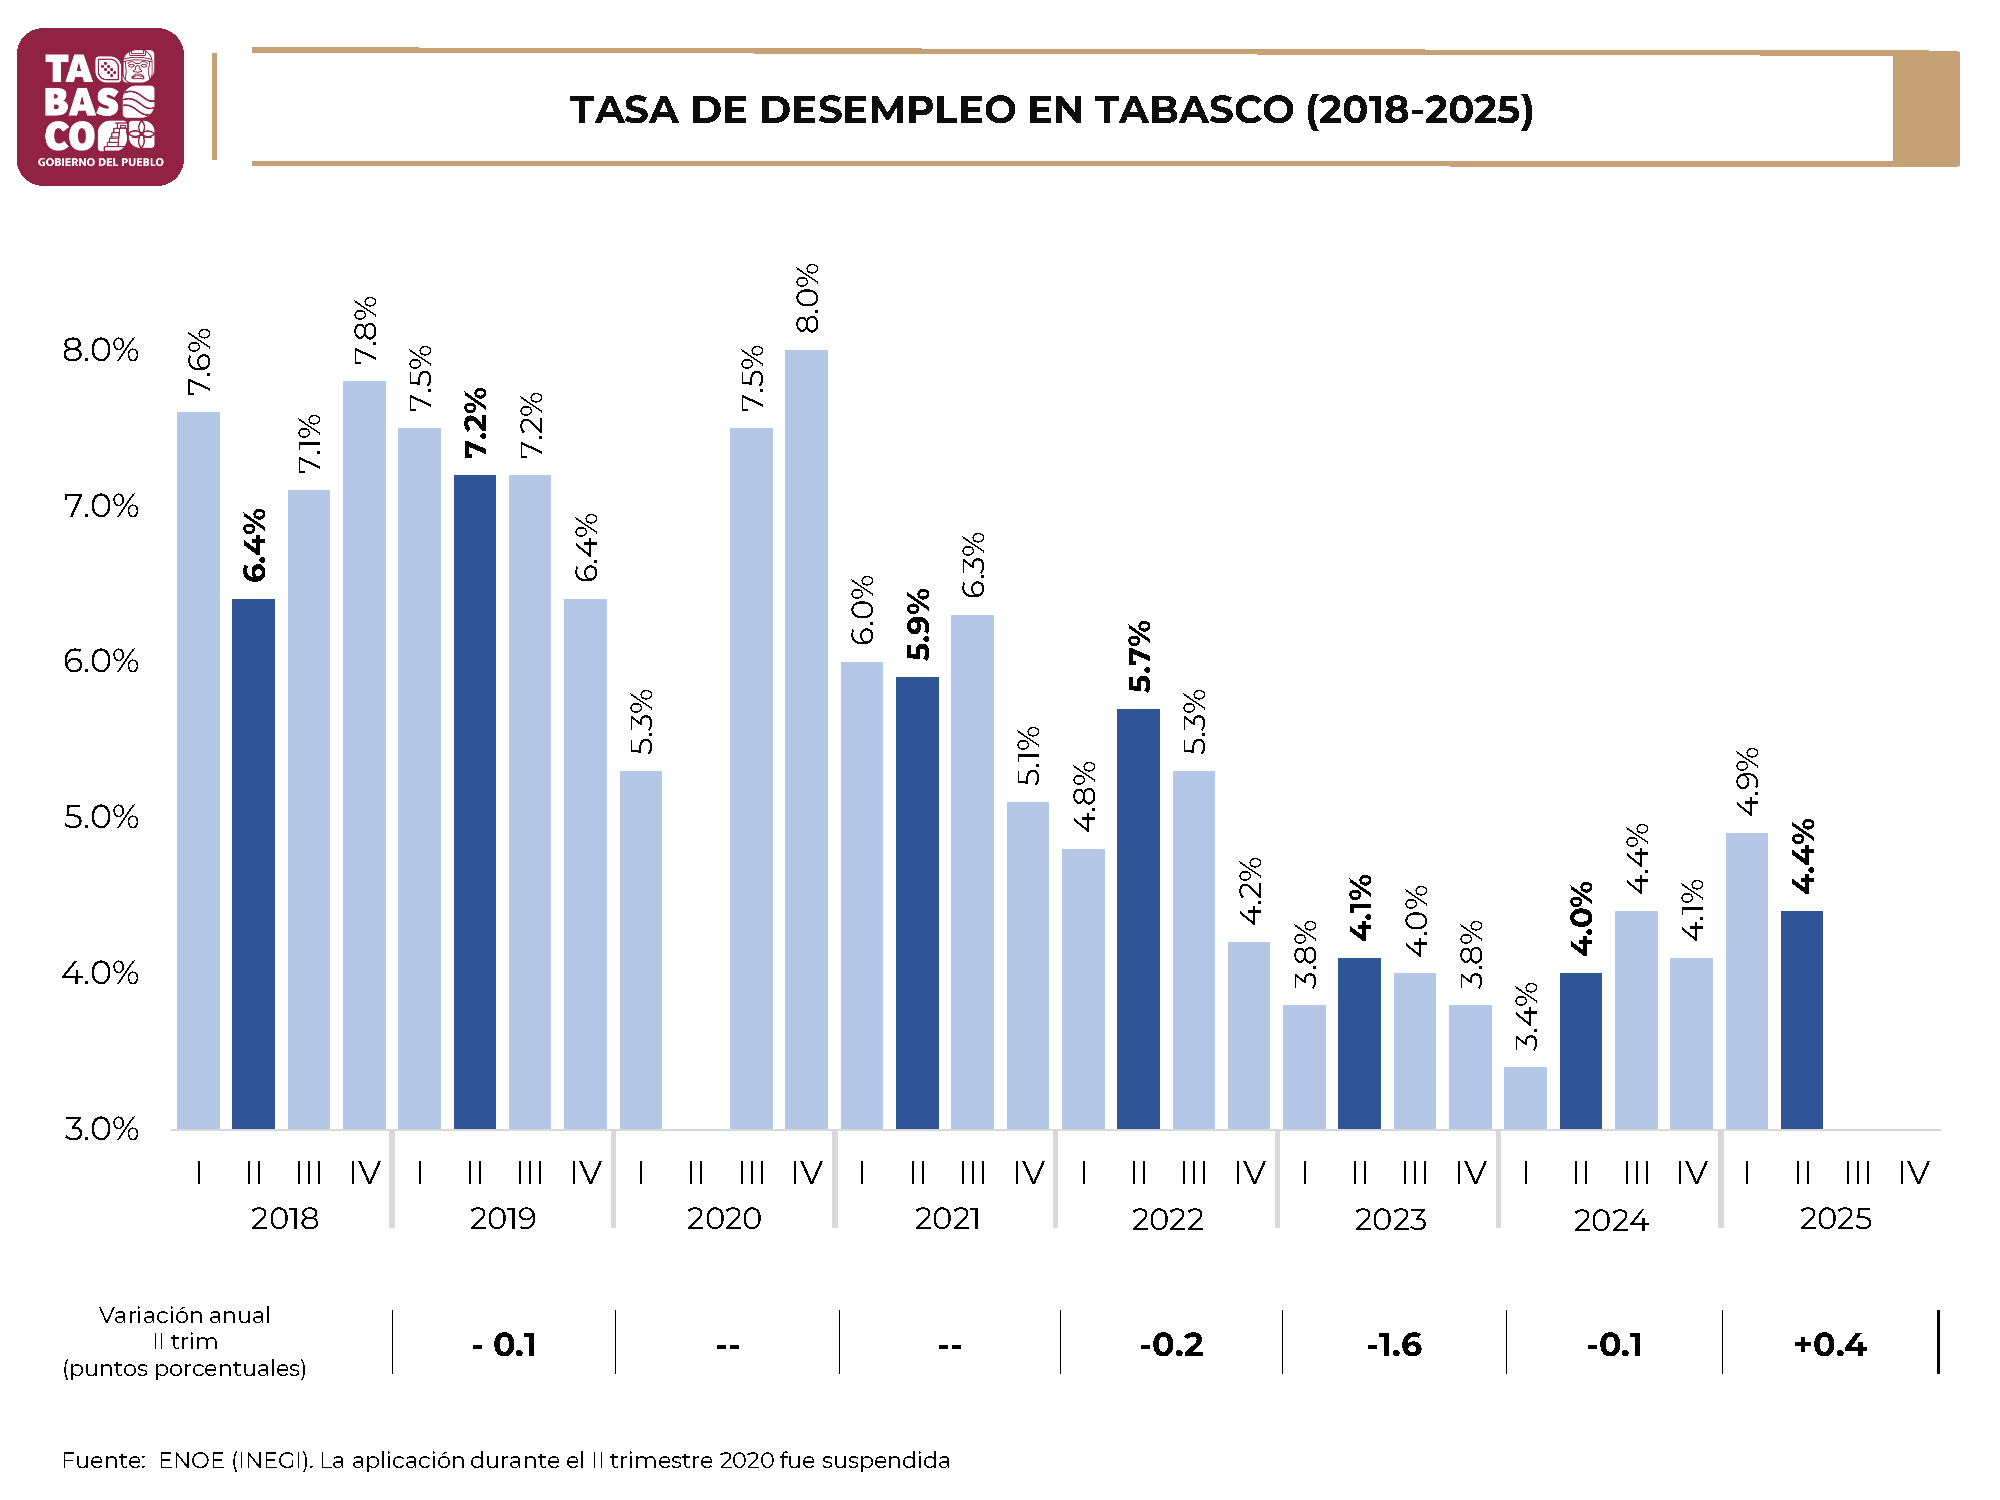 TA
BAS
CO
GOBIERNO DEL PUEBLO
TASA DE DESEMPLEO EN TABASCO (2018-2025)
8.0%
7.0%
6.0%
5.0%
4.0%
3.0%
7.6%
6.4%
7.1%
7.8%
7.5%
7.2%
7.2%
6.4%
5.3%
7.5%
8.0%
6.0%
5.9%
6.3%
5.1%
4.8%
5.7%
5.3%
4.2%
3.8%
4.1%
4.0%
3.8%
3.4%
4.0%
4.4%
4.1%
4.9%
4.4%
I II III IV I II III IV I II III IV I II III IV I II III IV I II III IV I II III IV I II III IV
2018 2019 2020 2021 2022 2023 2024 2025
Variación anual
II trim
(puntos porcentuales)
- 0.1 -- -- -0.2 -1.6 -0.1 +0.4
Fuente: ENOE (INEGI). La aplicación durante el II trimestre 2020 fue suspendida